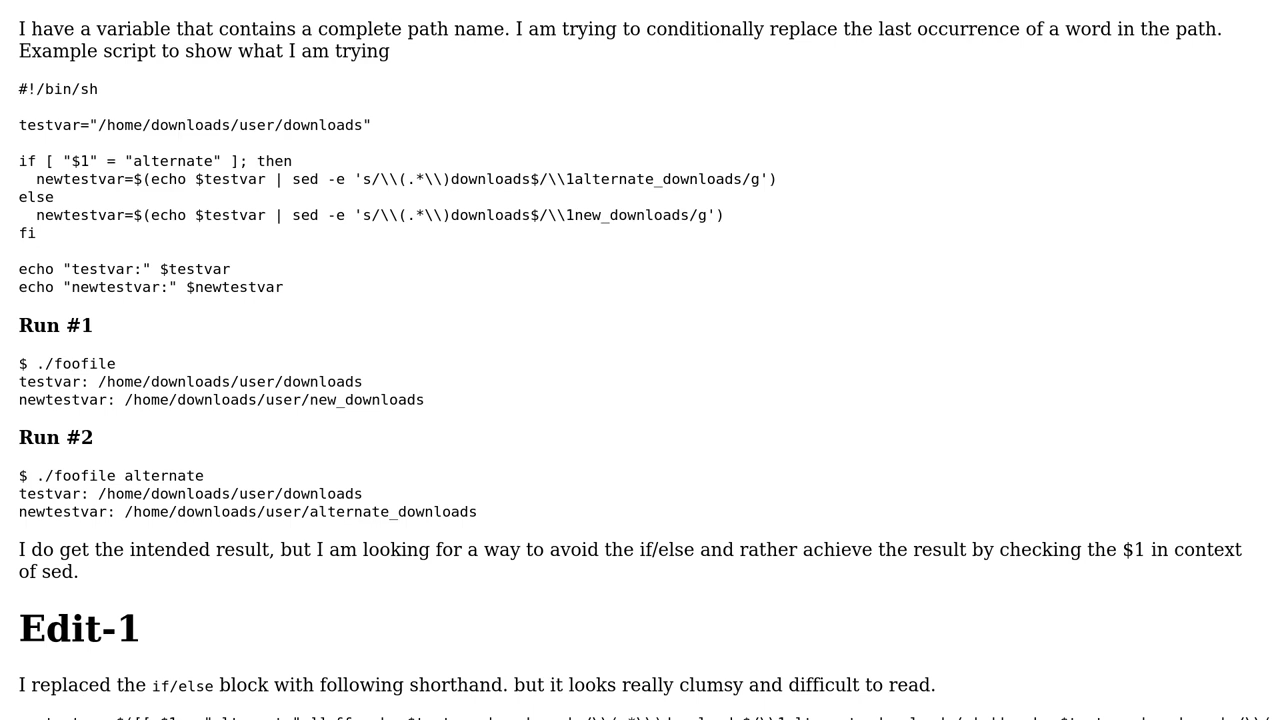 I have a variable that contains a complete path name. I am trying to conditionally replace the last occurrence of a word in the path.
Example script to show what I am trying
#!/bin/sh
testvar="/home/downloads/user/downloads"
if [ "$1" = "alternate" ]; then
  newtestvar=$(echo $testvar | sed -e 's/\\(.*\\)downloads$/\\1alternate_downloads/g')
else
  newtestvar=$(echo $testvar | sed -e 's/\\(.*\\)downloads$/\\1new_downloads/g')
fi
echo "testvar:" $testvar
echo "newtestvar:" $newtestvar
Run #1
$ ./foofile
testvar: /home/downloads/user/downloads
newtestvar: /home/downloads/user/new_downloads
Run #2
$ ./foofile alternate
testvar: /home/downloads/user/downloads
newtestvar: /home/downloads/user/alternate_downloads
I do get the intended result, but I am looking for a way to avoid the if/else and rather achieve the result by checking the $1 in context
of sed.
Edit-1
I replaced the if/else block with following shorthand. but it looks really clumsy and difficult to read.